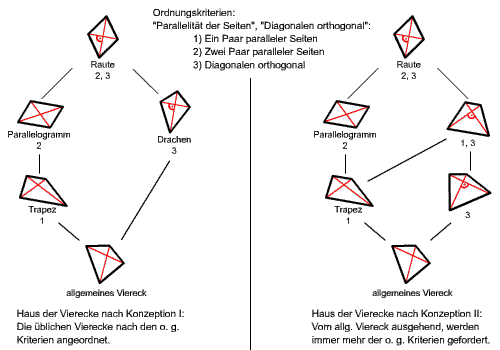 Ordnungskriterien:
"Parallelität der Seiten", "Diagonalen orthogonal":
1) Ein Paar paralleler Seiten
2) Zwei Paar paralleler Seiten
3) Diagonalen orthogonal
Raute
2, 3
Parallelogramm
2
Drachen
3
Trapez
1
allgemeines Viereck
Haus der Vierecke nach Konzeption I:
Die üblichen Vierecke nach den o. g.
Kriterien angeordnet.
Raute
2, 3
Parallelogramm
2
1, 3
Trapez
1
3
allgemeines Viereck
Haus der Vierecke nach Konzeption II:
Vom allg. Viereck ausgehend, werden
immer mehr der o. g. Kriterien gefordert.